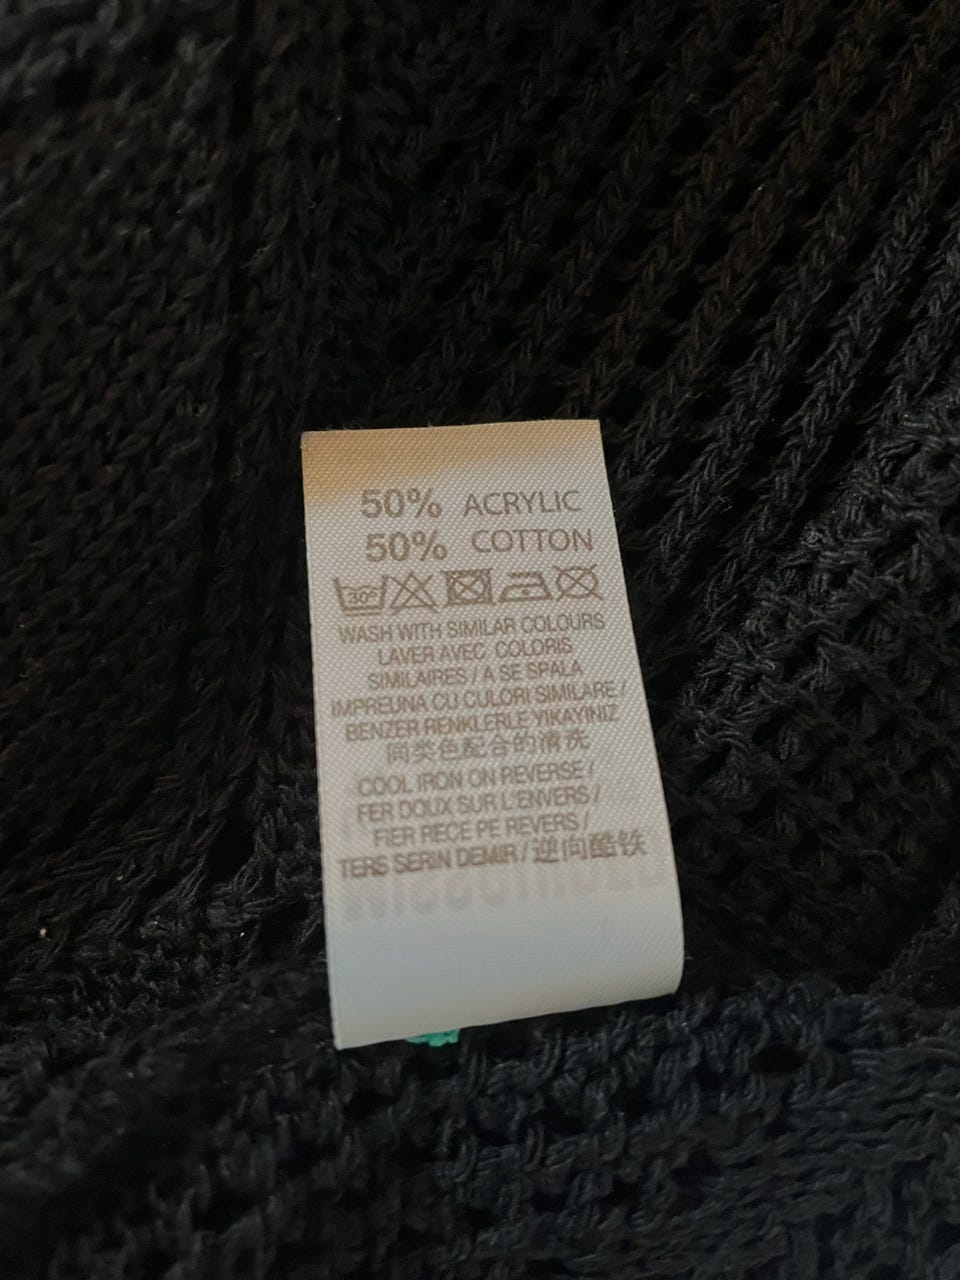 50% ACRYLIC
50% COTTON
30°
WASH WITH SIMILAR COLOURS
LAVER AVEC COLORIS
SIMILAIRES / A SE SPALA
IMPREUNA CU CULORI SIMILARE /
BENZER RENKLERLE YIKAYINIZ
同类色配合的清洗
COOL IRON ON REVERSE /
FER DOUX SUR L'ENVERS /
FIER RECE PE REVERS /
TERS SERIN DEMIR / 逆向酷铁